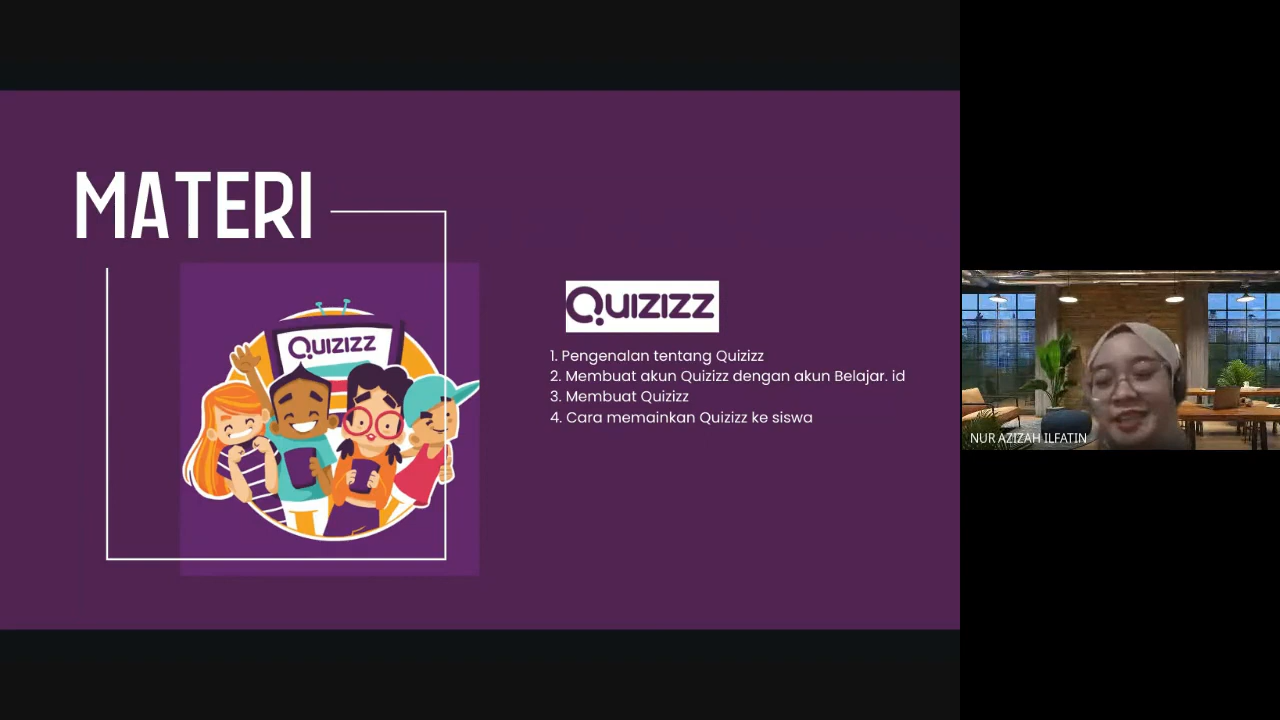 MATERI
QUIZIZZ
QUIZIZZ
1. Pengenalan tentang Quizizz
2. Membuat akun Quizizz dengan akun Belajar. id
3. Membuat Quizizz
4. Cara memainkan Quizizz ke siswa
NUR AZIZAH ILFATIN